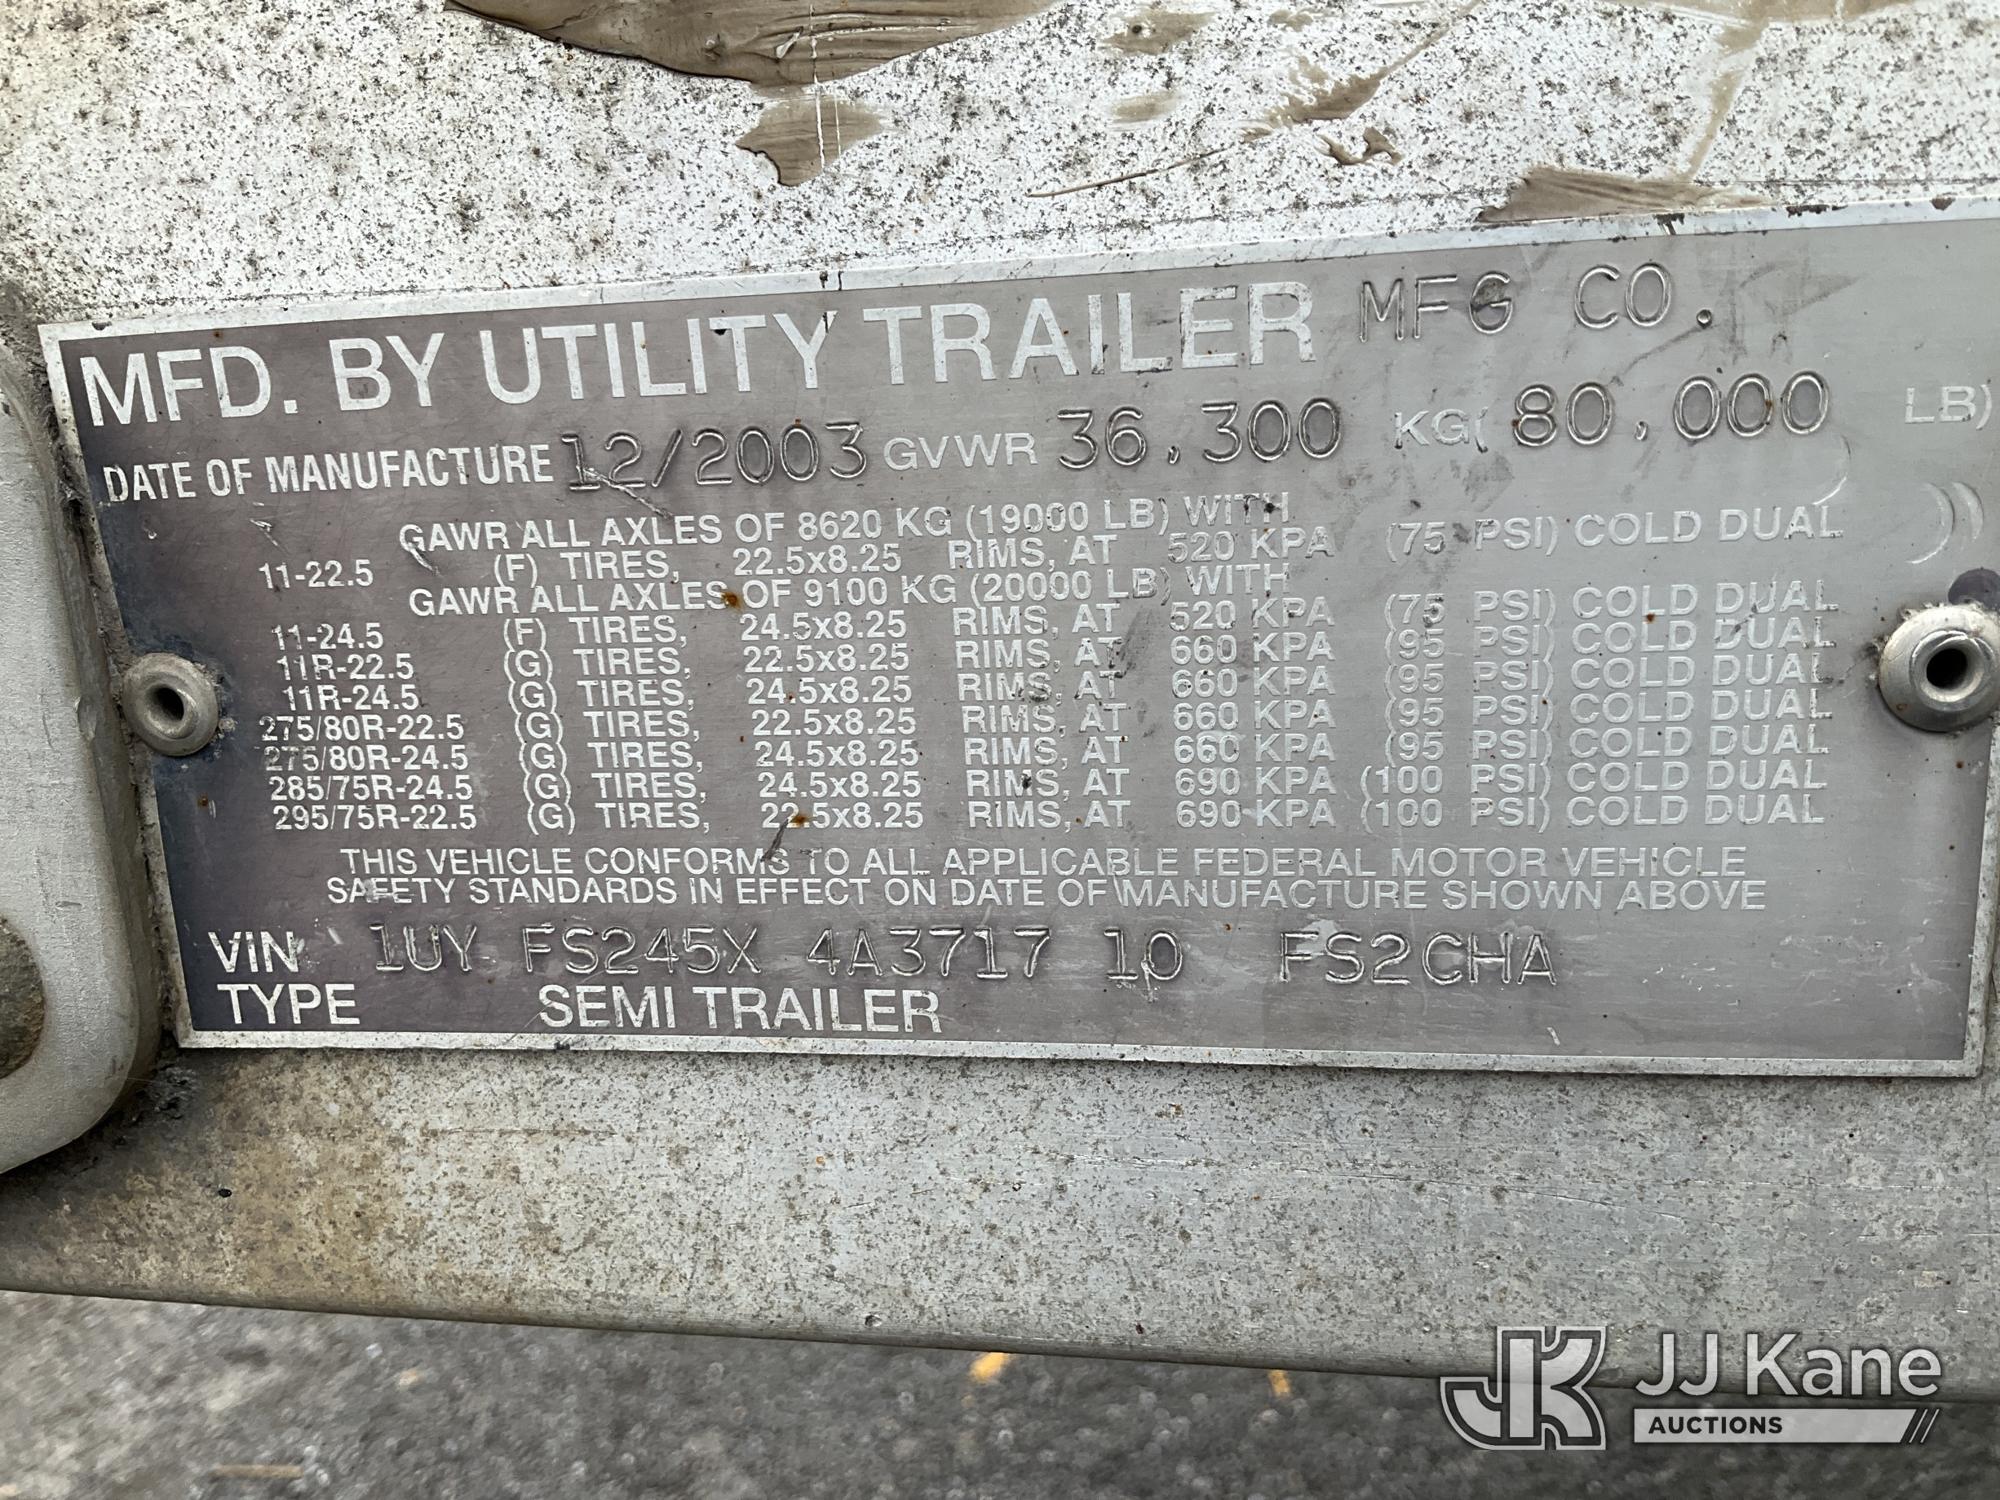 MFD. BY UTILITY TRAILER MFG CO.
DATE OF MANUFACTURE 12/2003 GVWR 36,300 KG( 80,000 LB)
GAWR ALL AXLES OF 8620 KG (19000 LB) WITH
11-22.5 (F) TIRES, 22.5x8.25 RIMS, AT 520 KPA (75 PSI) COLD DUAL
GAWR ALL AXLES OF 9100 KG (20000 LB) WITH
11-24.5 (F) TIRES, 24.5x8.25 RIMS, AT 520 KPA (75 PSI) COLD DUAL
11R-22.5 (G) TIRES, 22.5x8.25 RIMS, AT 660 KPA (95 PSI) COLD DUAL
11R-24.5 (G) TIRES, 24.5x8.25 RIMS, AT 660 KPA (95 PSI) COLD DUAL
275/80R-22.5 (G) TIRES, 22.5x8.25 RIMS, AT 660 KPA (95 PSI) COLD DUAL
275/80R-24.5 (G) TIRES, 24.5x8.25 RIMS, AT 660 KPA (95 PSI) COLD DUAL
285/75R-24.5 (G) TIRES, 24.5x8.25 RIMS, AT 690 KPA (100 PSI) COLD DUAL
295/75R-22.5 (G) TIRES, 22.5x8.25 RIMS, AT 690 KPA (100 PSI) COLD DUAL
THIS VEHICLE CONFORMS TO ALL APPLICABLE FEDERAL MOTOR VEHICLE
SAFETY STANDARDS IN EFFECT ON DATE OF MANUFACTURE SHOWN ABOVE
VIN 1UY FS245X 4A3717 10 FS2CHA
TYPE SEMI TRAILER
JK JJ Kane
AUCTIONS